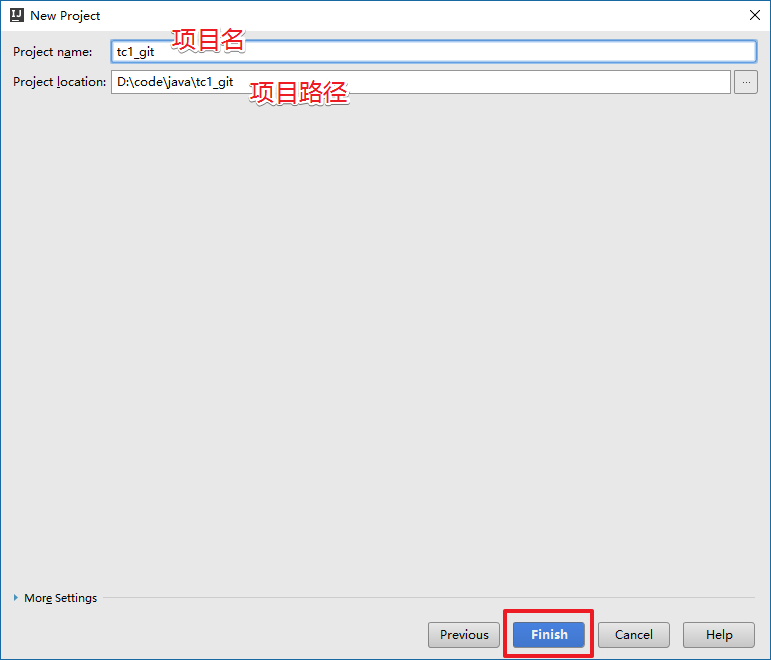 New Project
项目名
Project name: tc1_git
Project location: D:\code\java\tc1_git ...
项目路径
More Settings
Previous Finish Cancel Help